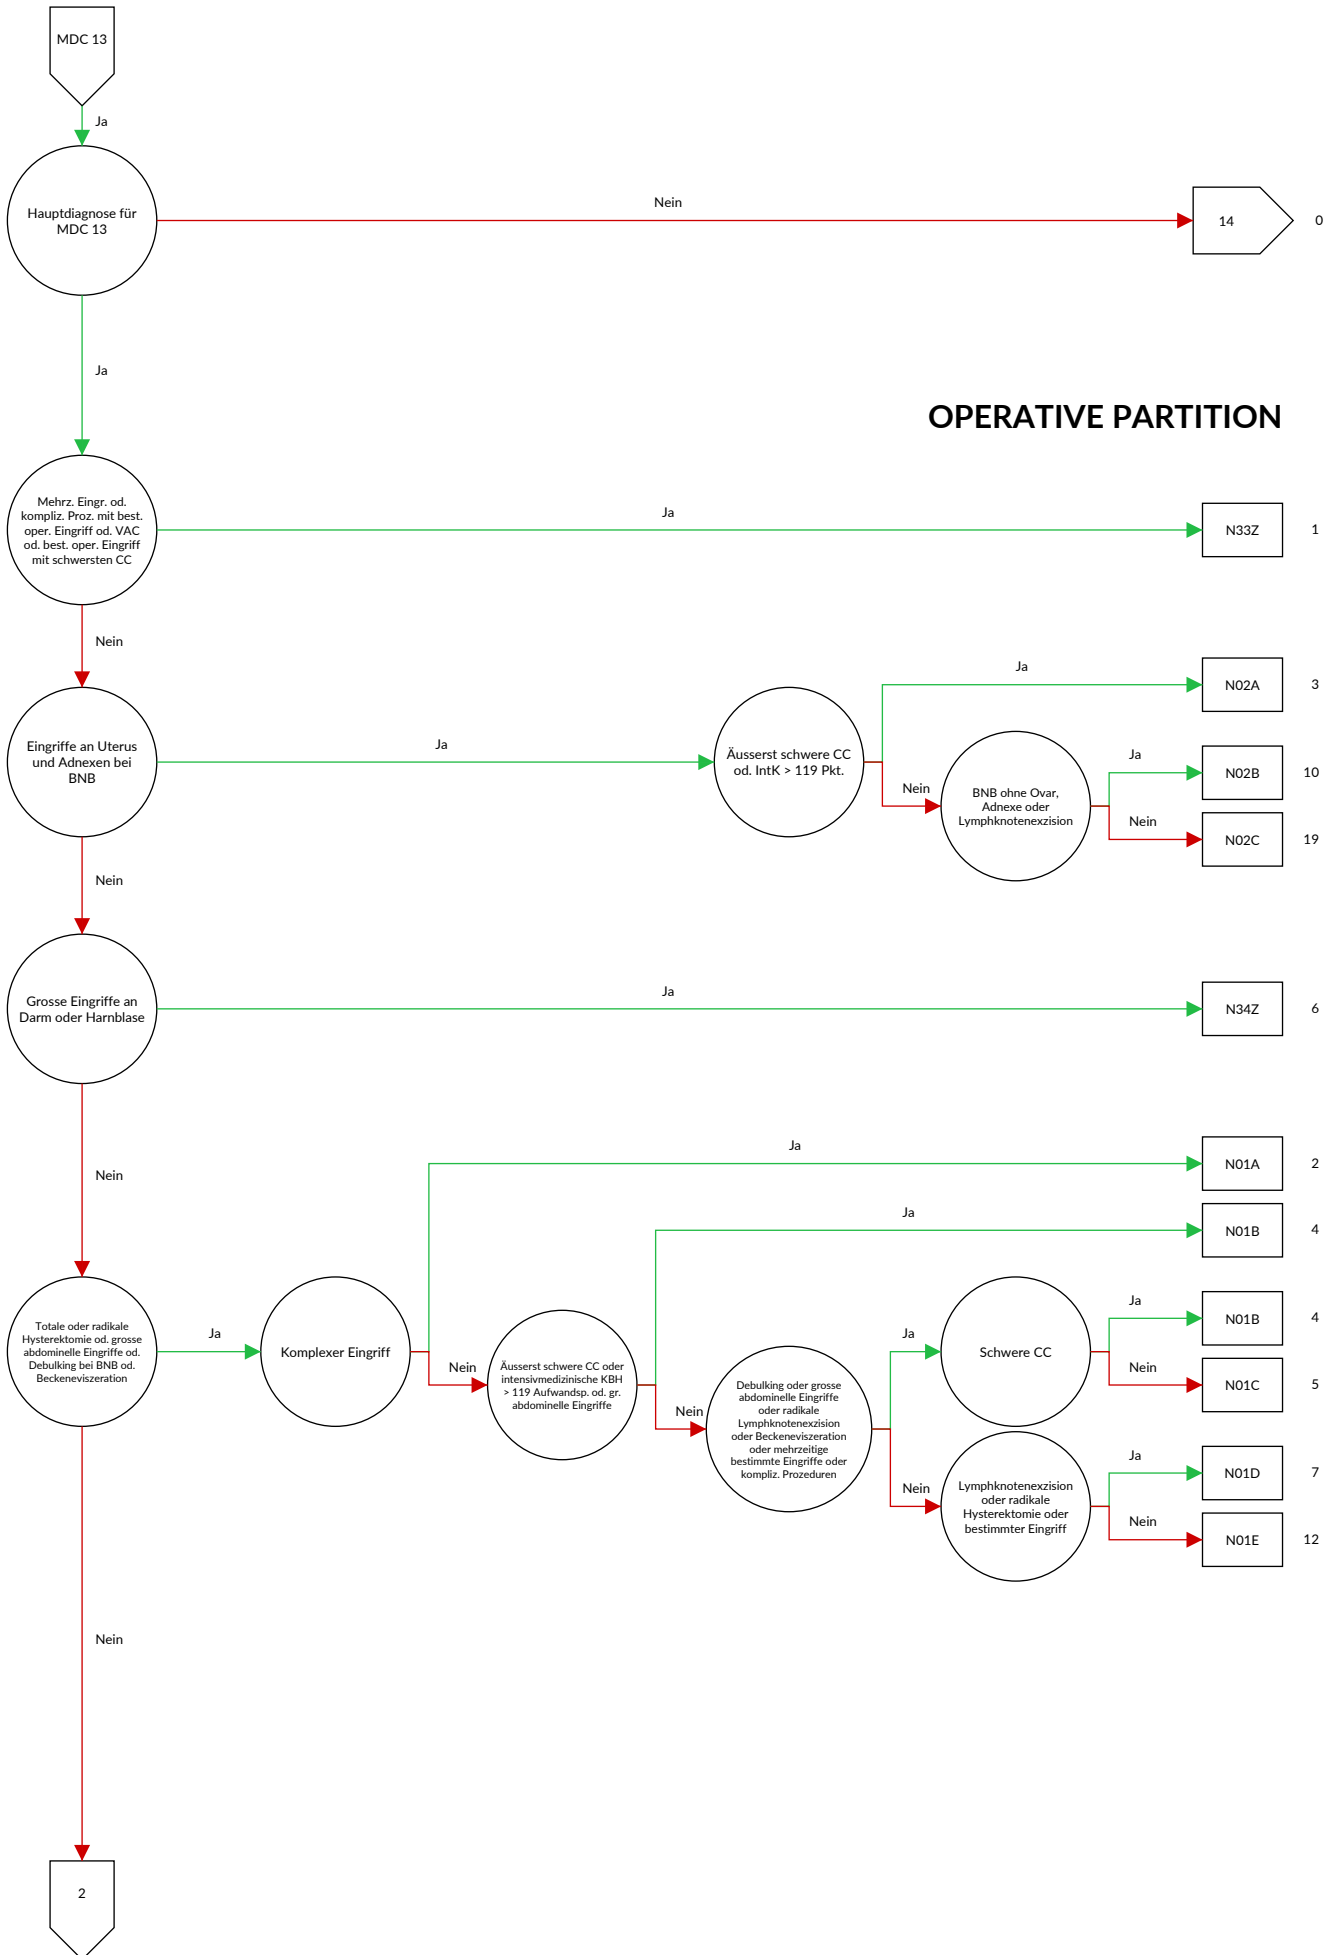 MDC 13
Ja
Hauptdiagnose für
MDC 13
Nein
14
0
Ja
OPERATIVE PARTITION
Mehrz. Eingr. od.
kompliz. Proz. mit best.
oper. Eingriff od. VAC
od. best. oper. Eingriff
mit schwersten CC
Ja
N33Z
1
Nein
Eingriffe an Uterus
und Adnexen bei
BNB
Ja
Äusserst schwere CC
od. IntK > 119 Pkt.
Ja
N02A
3
Nein
BNB ohne Ovar,
Adnexe oder
Lymphknotenexzision
Ja
N02B
10
Nein
N02C
19
Nein
Grosse Eingriffe an
Darm oder Harnblase
Ja
N34Z
6
Nein
Totale oder radikale
Hysterektomie od. grosse
abdominelle Eingriffe od.
Debulking bei BNB od.
Beckeneviszeration
Ja
Komplexer Eingriff
Ja
N01A
2
Nein
Äusserst schwere CC oder
intensivmedizinische KBH
> 119 Aufwandsp. od. gr.
abdominelle Eingriffe
Ja
N01B
4
Nein
Debulking oder grosse
abdominelle Eingriffe
oder radikale
Lymphknotenexzision
oder Beckeneviszeration
oder mehrzeitige
bestimmte Eingriffe oder
kompliz. Prozeduren
Ja
Schwere CC
Ja
N01B
4
Nein
N01C
5
Nein
Lymphknotenexzision
oder radikale
Hysterektomie oder
bestimmter Eingriff
Ja
N01D
7
Nein
N01E
12
Nein
2